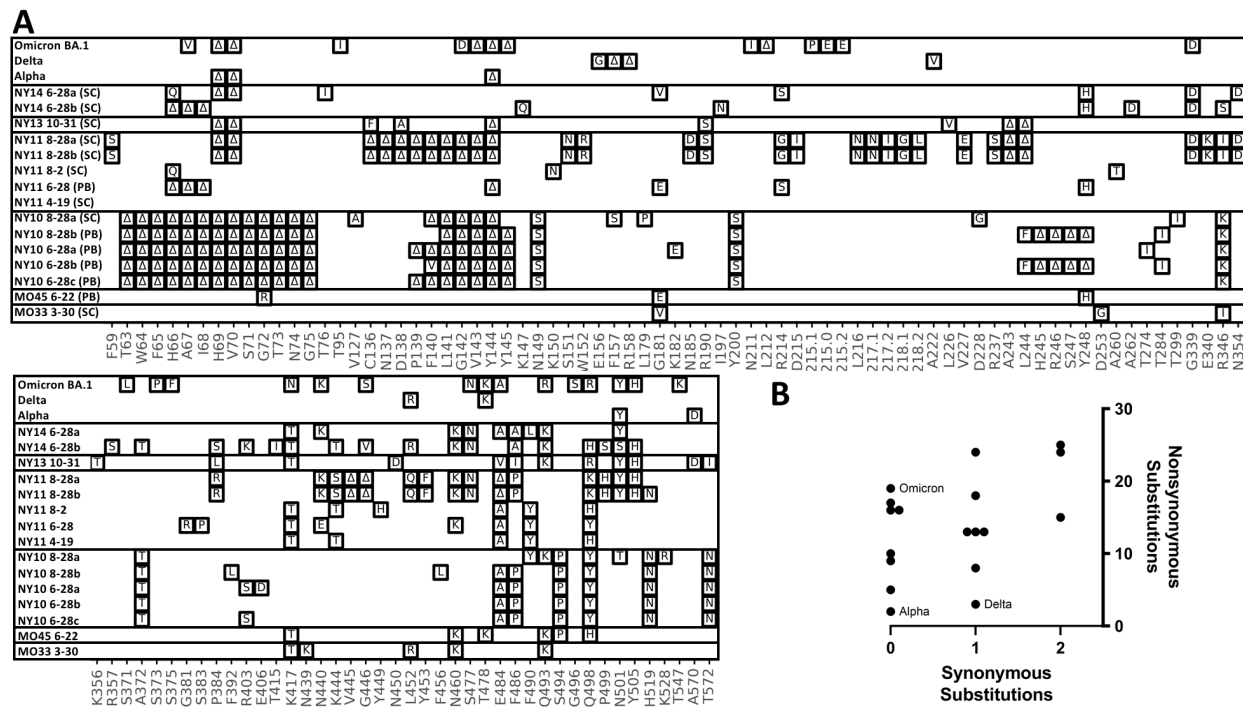 A
Omicron BA.1 V Δ Δ I D Δ Δ Δ I Δ P E E D
Delta G Δ Δ V
Alpha Δ Δ Δ
NY14 6-28a (SC) Q Δ Δ I V S H D D
NY14 6-28b (SC) Δ Δ Δ Q N H D D S
NY13 10-31 (SC) Δ Δ F Δ Δ S V Δ Δ
NY11 8-28a (SC) S Δ Δ Δ Δ Δ Δ Δ Δ Δ Δ Δ N R D S G I N N I G L E S Δ Δ D K I D
NY11 8-28b (SC) S Δ Δ Δ Δ Δ Δ Δ Δ Δ Δ Δ N R D S G I N N I G L E S Δ Δ D K I D
NY11 8-2 (SC) Q N T
NY11 6-28 (PB) Δ Δ Δ Δ E S H
NY11 4-19 (SC)
NY10 8-28a (SC) Δ Δ Δ Δ Δ Δ Δ Δ Δ Δ Δ Δ Δ A Δ Δ Δ Δ Δ S S P S G I K
NY10 8-28b (PB) Δ Δ Δ Δ Δ Δ Δ Δ Δ Δ Δ Δ Δ Δ Δ Δ Δ Δ S S F Δ Δ Δ Δ I K
NY10 6-28a (PB) Δ Δ Δ Δ Δ Δ Δ Δ Δ Δ Δ Δ Δ Δ Δ Δ Δ Δ Δ Δ S E S I K
NY10 6-28b (PB) Δ Δ Δ Δ Δ Δ Δ Δ Δ Δ Δ Δ Δ V Δ Δ Δ Δ Δ S S F Δ Δ Δ Δ I K
NY10 6-28c (PB) Δ Δ Δ Δ Δ Δ Δ Δ Δ Δ Δ Δ Δ Δ Δ Δ Δ Δ Δ Δ S S K
MO45 6-22 (PB) R E H
MO33 3-30 (SC) V G I
F59 T63 W64 F65 H66 A67 I68 H69 V70 S71 G72 T73 N74 G75 T76 T95 V127 C136 N137 D138 P139 F140 L141 G142 V143 Y144 Y145 K147 N149 K150 S151 W152 E156 F157 R158 L179 G181 K182 N185 R190 I197 Y200 N211 L212 R214 D215 215.1 215.0 215.2 L216 217.1 217.2 218.1 218.2 A222 L226 V227 D228 R237 A243 L244 H245 R246 S247 Y248 D253 A260 A262 T274 T284 T299 G339 E340 R346 N354
Omicron BA.1 L P F N K S N K A R S R Y H K
Delta R K
Alpha Y D
NY14 6-28a T K K N A A L K Y
NY14 6-28b S T S K I T T V R K N A K H S S H
NY13 10-31 T L T D V I K R Y H D I
NY11 8-28a R K S Δ Δ Q F K N A P K H Y H
NY11 8-28b R K S Δ Δ Q F K N A P K H Y H N
NY11 8-2 T T H A Y H
NY11 6-28 R P T E K A Y Y
NY11 4-19 T T A Y H
NY10 8-28a T Y K P Y T N R N
NY10 8-28b T L L A P P Y N N
NY10 6-28a T S D A P P Y N N
NY10 6-28b T A P P Y N N
NY10 6-28c T S A P P Y N N
MO45 6-22 T K K K P H
MO33 3-30 T K R K K
K356 R357 S371 A372 S373 S375 G381 S383 P384 F392 R403 E406 T415 K417 N439 N440 K444 V445 G446 Y449 N450 L452 Y453 F456 N460 S477 T478 E484 F486 F490 Q493 S494 G496 Q498 P499 N501 Y505 H519 K528 T547 A570 T572
B
30
20
10
0
Nonsynonymous
Substitutions
Omicron
Alpha
Delta
0 1 2
Synonymous
Substitutions